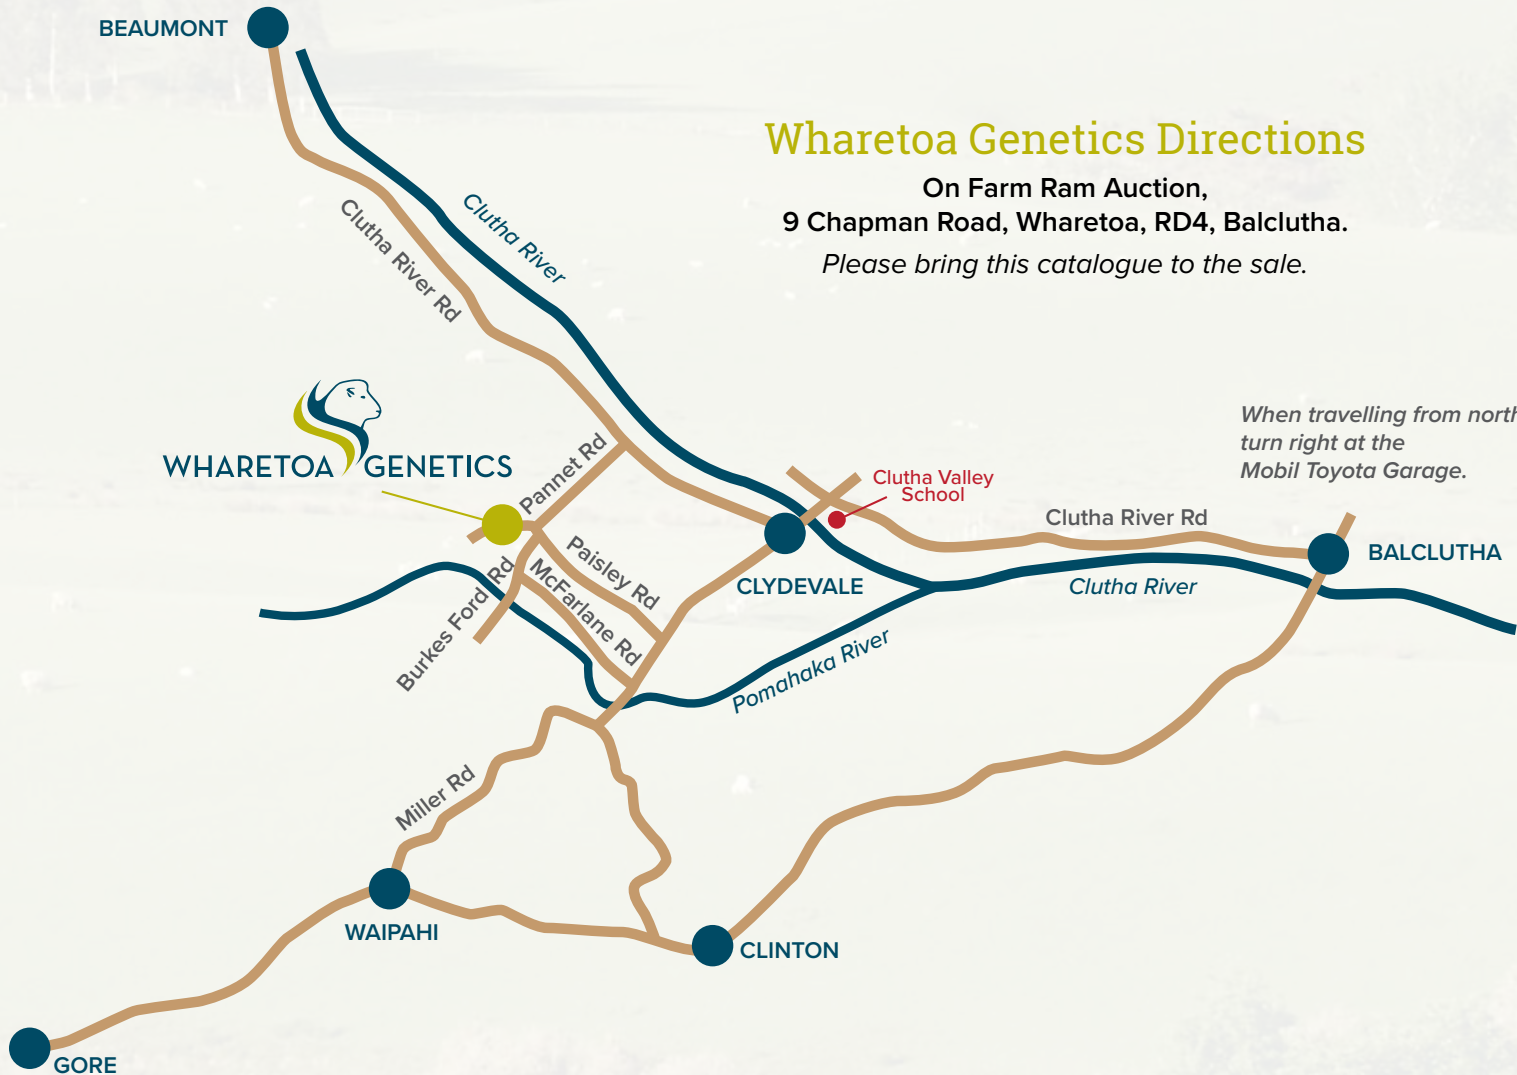 BEAUMONT
Wharetoa Genetics Directions
On Farm Ram Auction,
9 Chapman Road, Wharetoa, RD4, Balclutha.
Please bring this catalogue to the sale.
Clutha River
Clutha River Rd
When travelling from north
turn right at the
Mobil Toyota Garage.
WHARETOA GENETICS
Pannet Rd
Clutha Valley
School
Clutha River Rd
BALCLUTHA
Paisley Rd
McFarlane Rd
Burkes Ford Rd
CLYDEVALE
Clutha River
Pomahaka River
Miller Rd
WAIPAHI
CLINTON
GORE